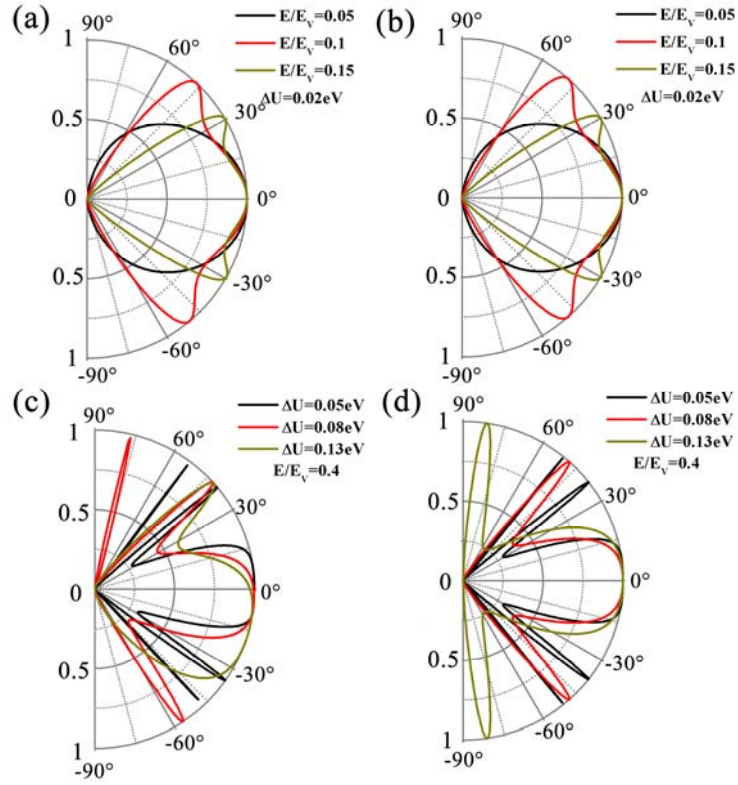 (a)
E/E_V=0.05
E/E_V=0.1
E/E_V=0.15
ΔU=0.02eV
90°
60°
30°
0°
-30°
-60°
-90°
1
0.5
0
0.5
1
(b)
E/E_V=0.05
E/E_V=0.1
E/E_V=0.15
ΔU=0.02eV
90°
60°
30°
0°
-30°
-60°
-90°
1
0.5
0
0.5
1
(c)
ΔU=0.05eV
ΔU=0.08eV
ΔU=0.13eV
E/E_V=0.4
90°
60°
30°
0°
-30°
-60°
-90°
1
0.5
0
0.5
1
(d)
ΔU=0.05eV
ΔU=0.08eV
ΔU=0.13eV
E/E_V=0.4
90°
60°
30°
0°
-30°
-60°
-90°
1
0.5
0
0.5
1